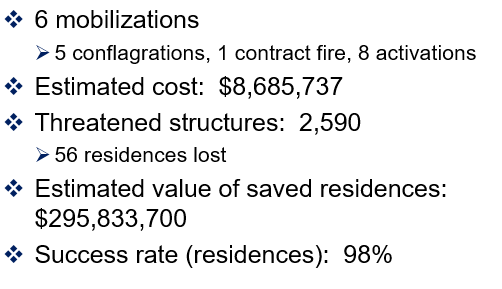 6 mobilizations
5 conflagrations, 1 contract fire, 8 activations
Estimated cost:  $8,685,737
Threatened structures:  2,590
56 residences lost
Estimated value of saved residences:
$295,833,700
Success rate (residences):  98%